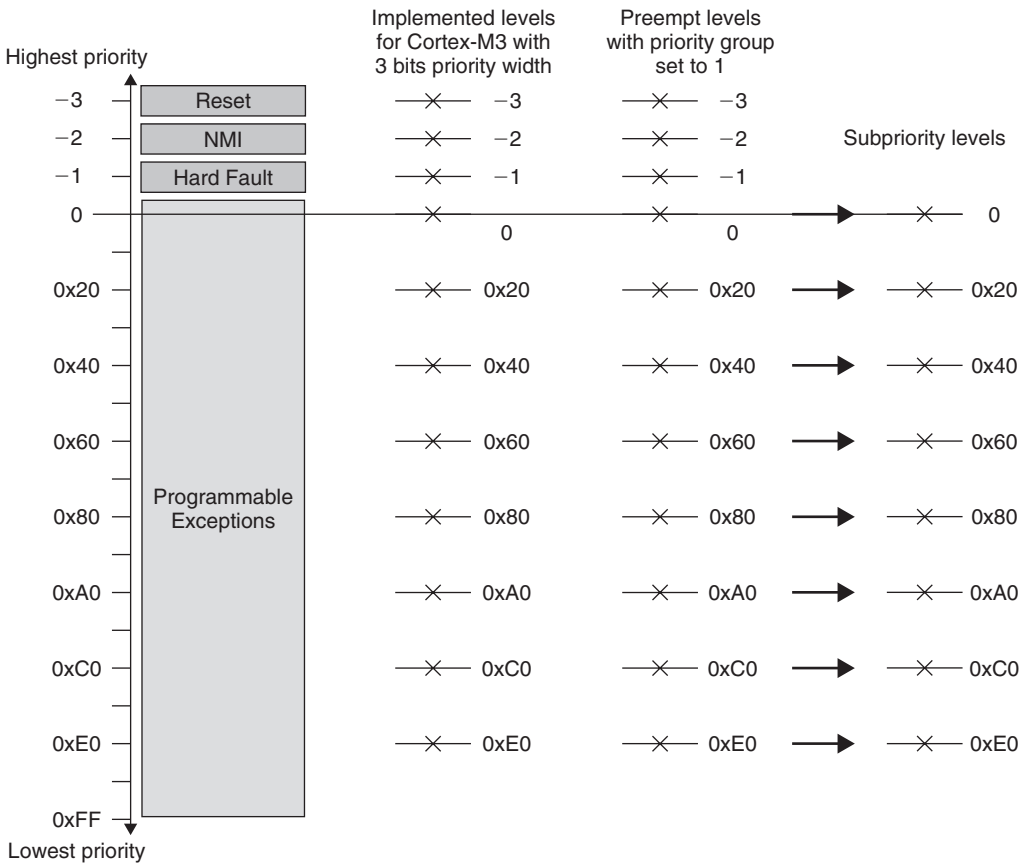 Implemented levels
for Cortex-M3 with
3 bits priority width
Preempt levels
with priority group
set to 1
Highest priority
−3 Reset −3 −3
−2 NMI −2 −2 Subpriority levels
−1 Hard Fault −1 −1
0 0 0 0
0x20 0x20 0x20 0x20
0x40 0x40 0x40 0x40
0x60 0x60 0x60 0x60
Programmable
Exceptions
0x80 0x80 0x80 0x80
0xA0 0xA0 0xA0 0xA0
0xC0 0xC0 0xC0 0xC0
0xE0 0xE0 0xE0 0xE0
0xFF
Lowest priority